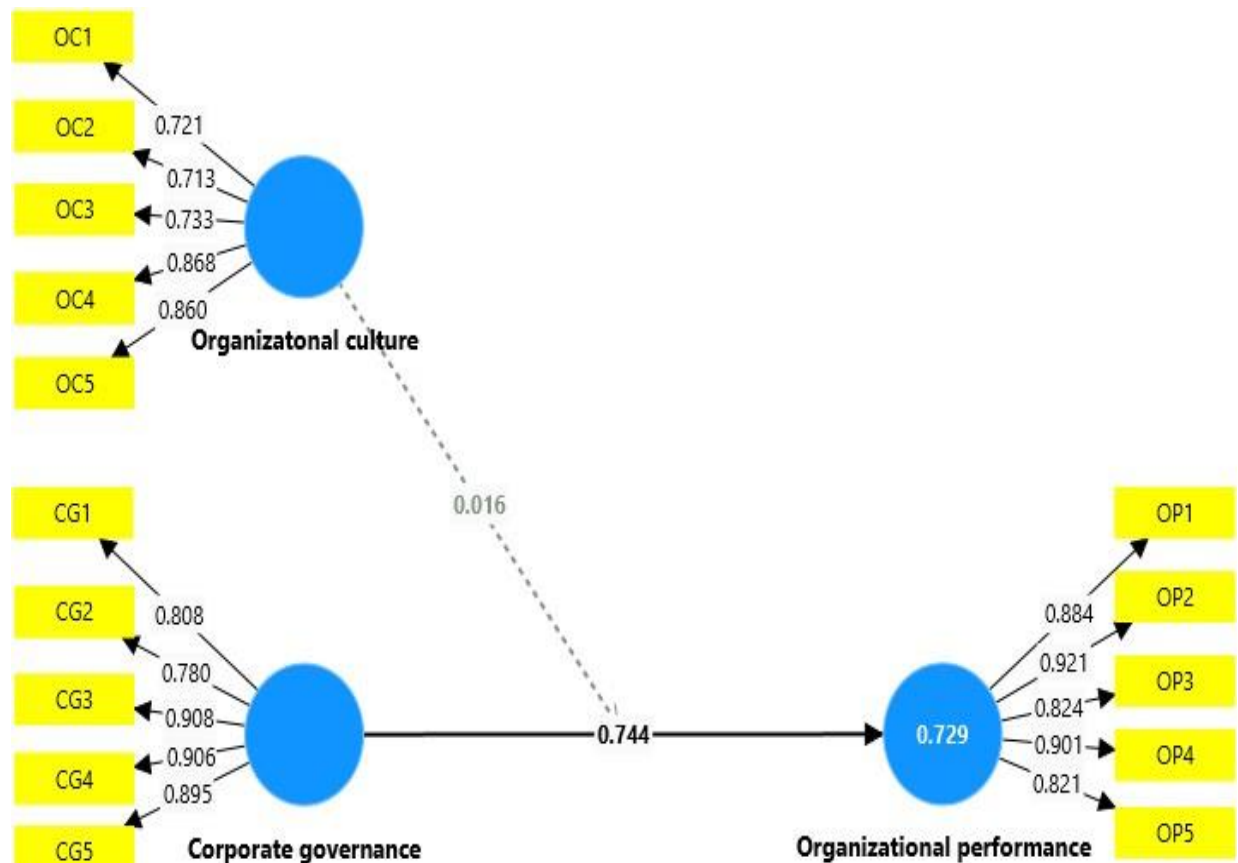 OC1
OC2
OC3
OC4
OC5
0.721
0.713
0.733
0.868
0.860
Organizatonal culture
0.016
CG1
CG2
CG3
CG4
CG5
0.808
0.780
0.908
0.906
0.895
Corporate governance
0.744
0.729
Organizational performance
0.884
0.921
0.824
0.901
0.821
OP1
OP2
OP3
OP4
OP5